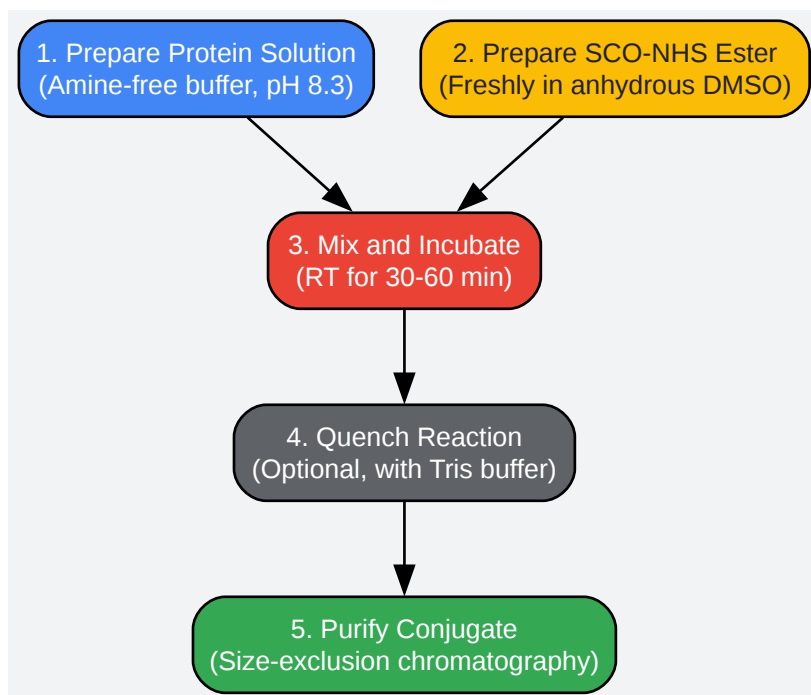 1. Prepare Protein Solution
(Amine-free buffer, pH 8.3)
2. Prepare SCO-NHS Ester
(Freshly in anhydrous DMSO)
3. Mix and Incubate
(RT for 30-60 min)
4. Quench Reaction
(Optional, with Tris buffer)
5. Purify Conjugate
(Size-exclusion chromatography)